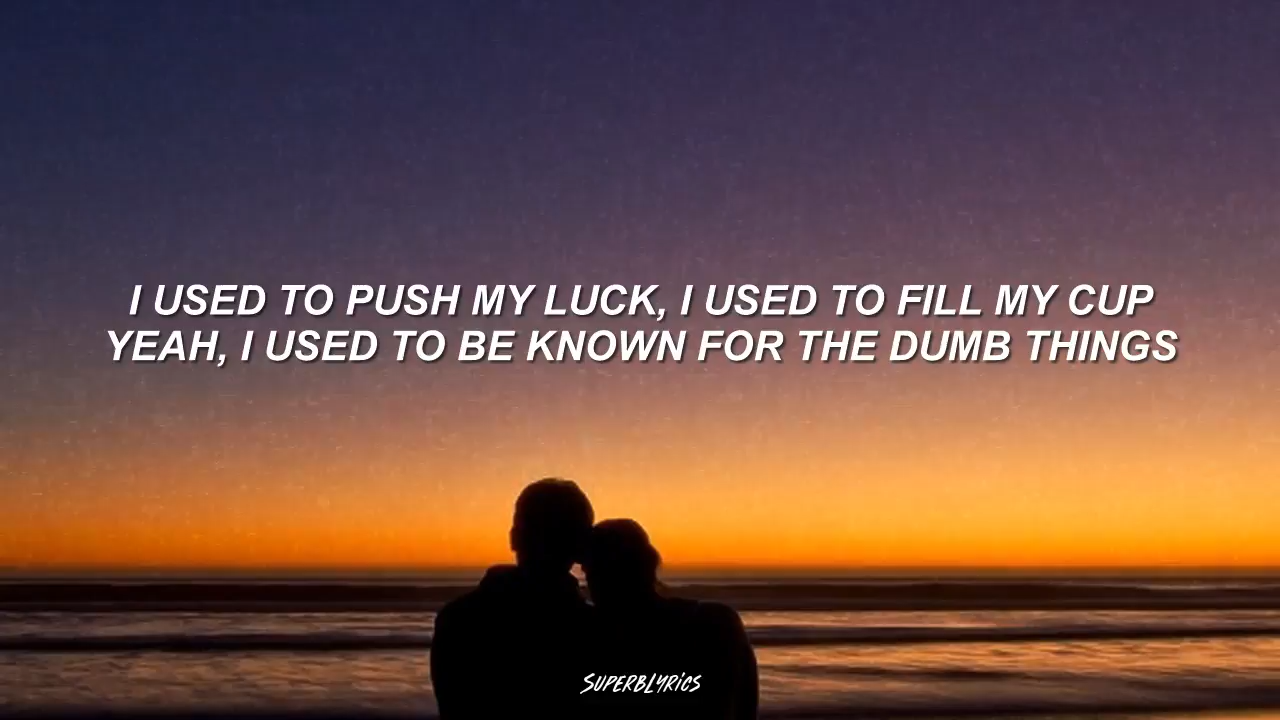 I USED TO PUSH MY LUCK, I USED TO FILL MY CUP
YEAH, I USED TO BE KNOWN FOR THE DUMB THINGS
SUPERBLYRICS